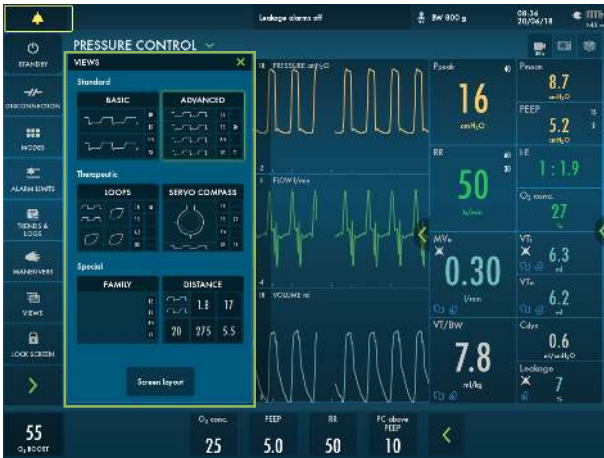 Leakage alarms off
BW 800 g
08:36
20/06/18
PRESSURE CONTROL
STANDBY
DISCONNECTION
MODES
ALARM LIMITS
TRENDS &
LOGS
MANEUVERS
VIEWS
LOCK SCREEN
VIEWS
Standard
BASIC
ADVANCED
Therapeutic
LOOPS
SERVO COMPASS
Special
FAMILY
DISTANCE
1.8 17
20 275 5.5
Screen layout
PRESSURE cmH₂O
FLOW l/min
VOLUME ml
Ppeak
40
16
cmH₂O
Pmean
8.7
cmH₂O
PEEP
5.2
cmH₂O
RR
50
b/min
I:E
1 : 1.9
O₂ conc.
27
%
MVe
0.30
l/min
VTi
6.3
ml
VTe
6.2
VT/BW
7.8
ml/kg
Cdyn
0.6
ml/cmH₂O
Leakage
7
%
55
O₂ BOOST
O₂ conc.
25
PEEP
5.0
RR
50
PC above
PEEP
10